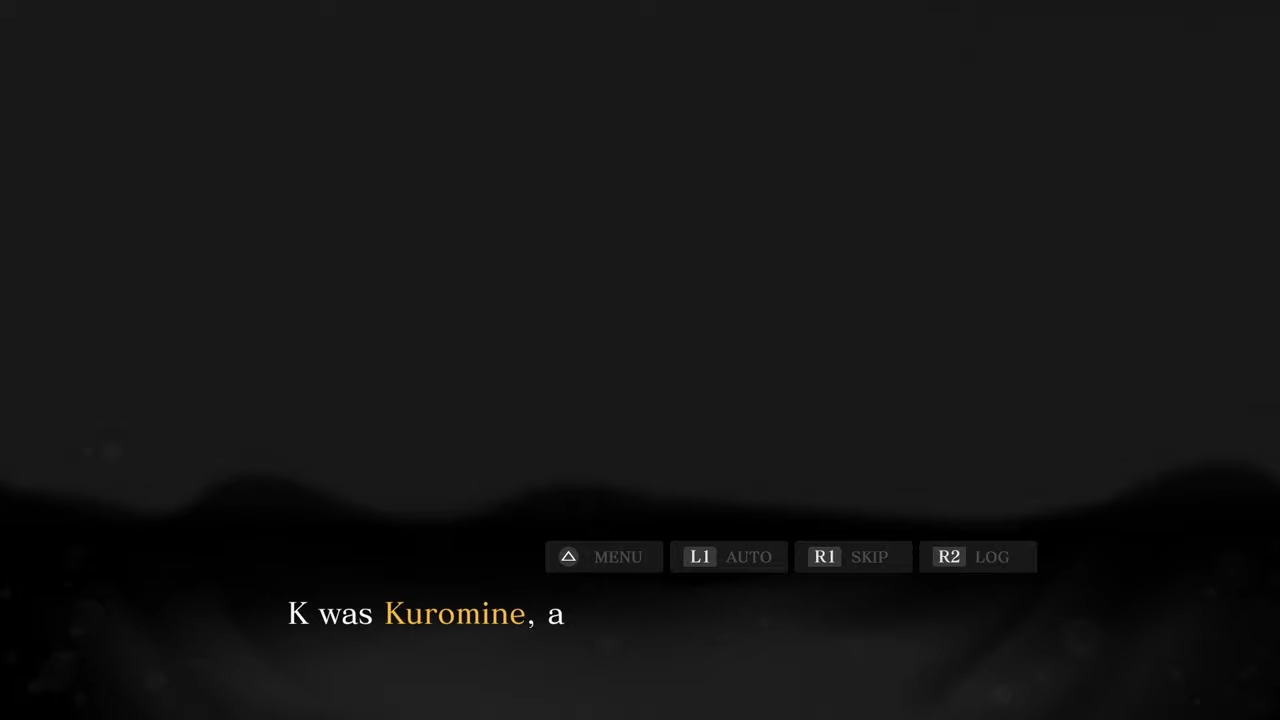 △ MENU L1 AUTO R1 SKIP R2 LOG
K was Kuromine, a